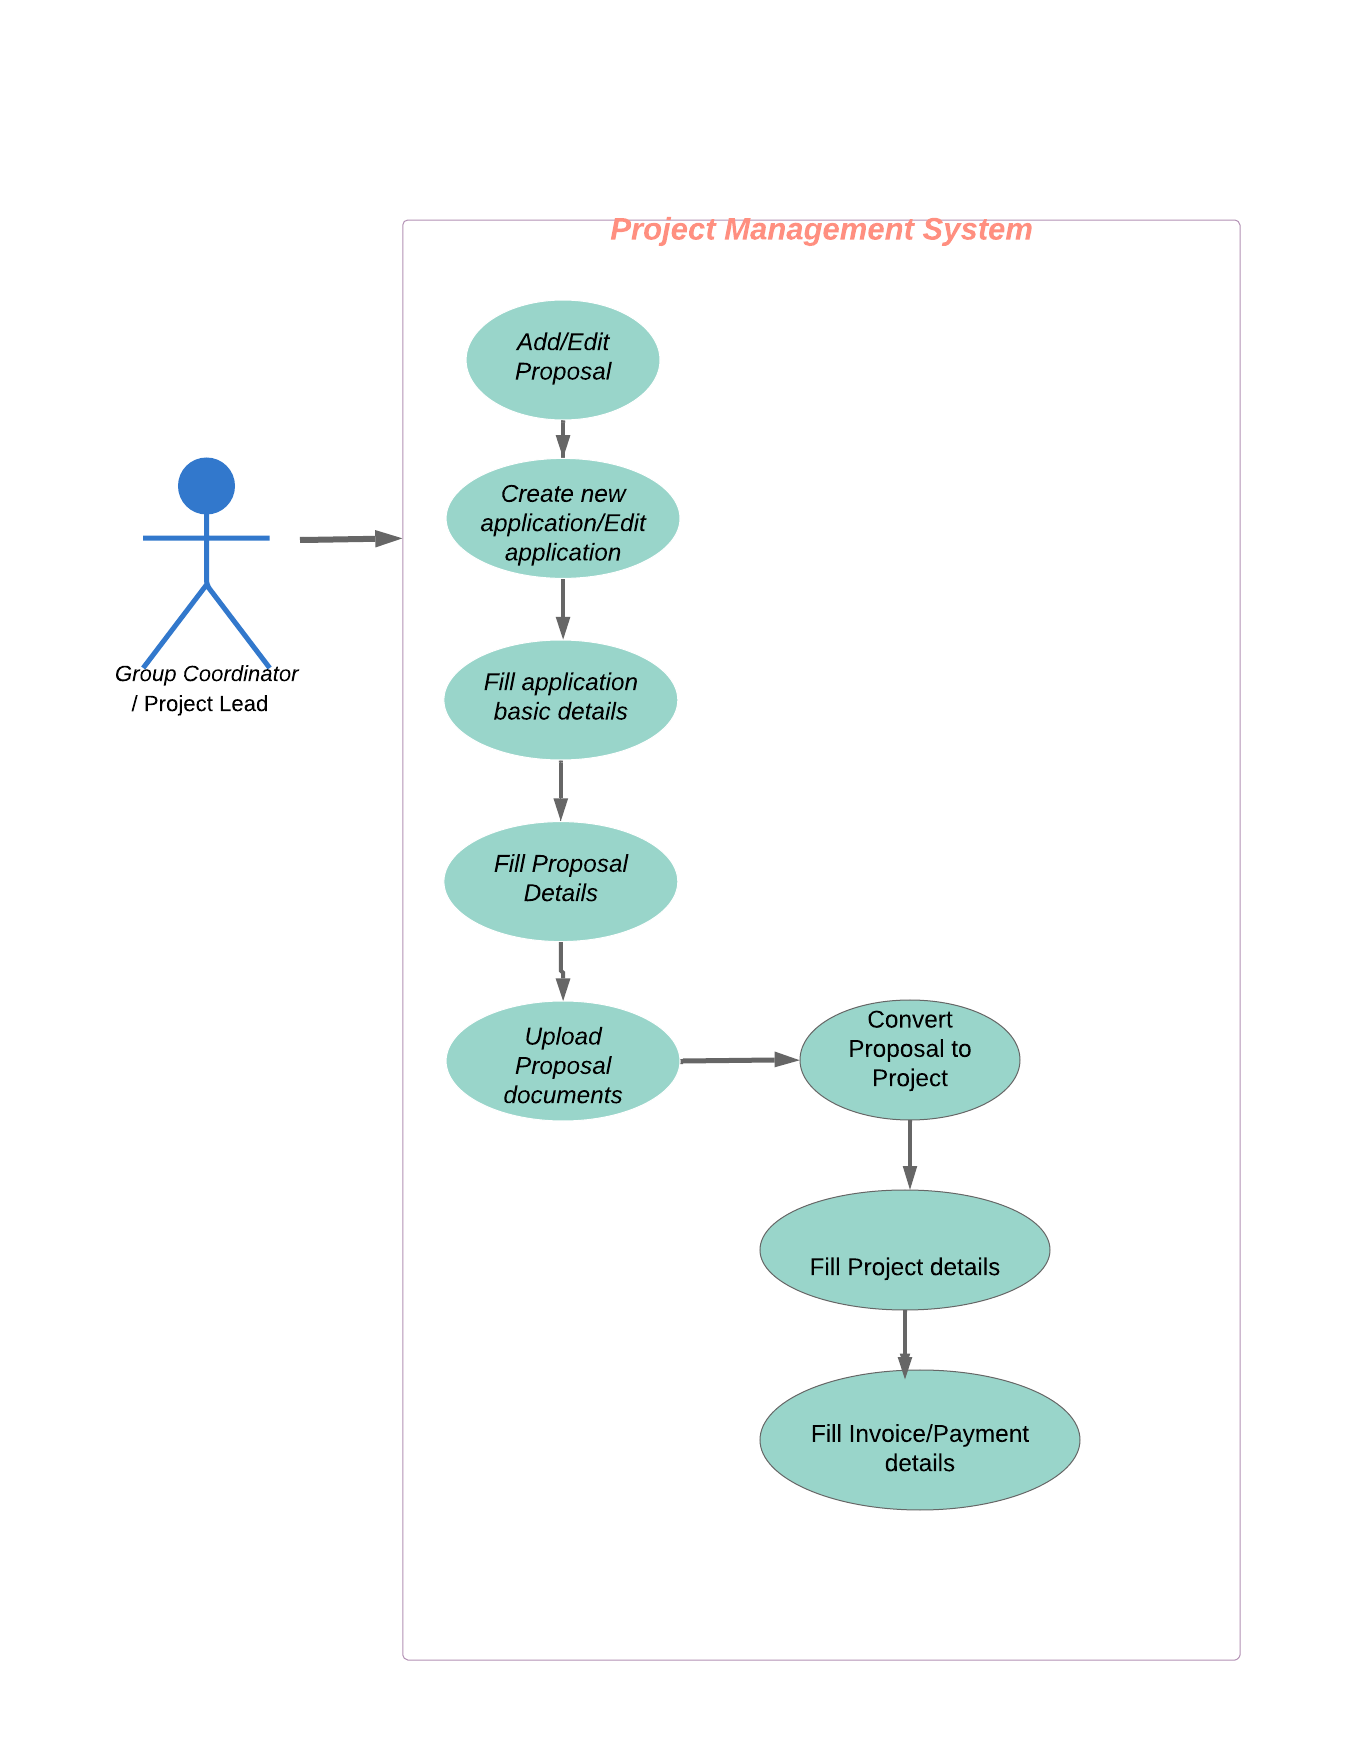 Project Management System
Add/Edit
Proposal
Create new
application/Edit
application
Group Coordinator
/ Project Lead
Fill application
basic details
Fill Proposal
Details
Upload
Proposal
documents
Convert
Proposal to
Project
Fill Project details
Fill Invoice/Payment
details